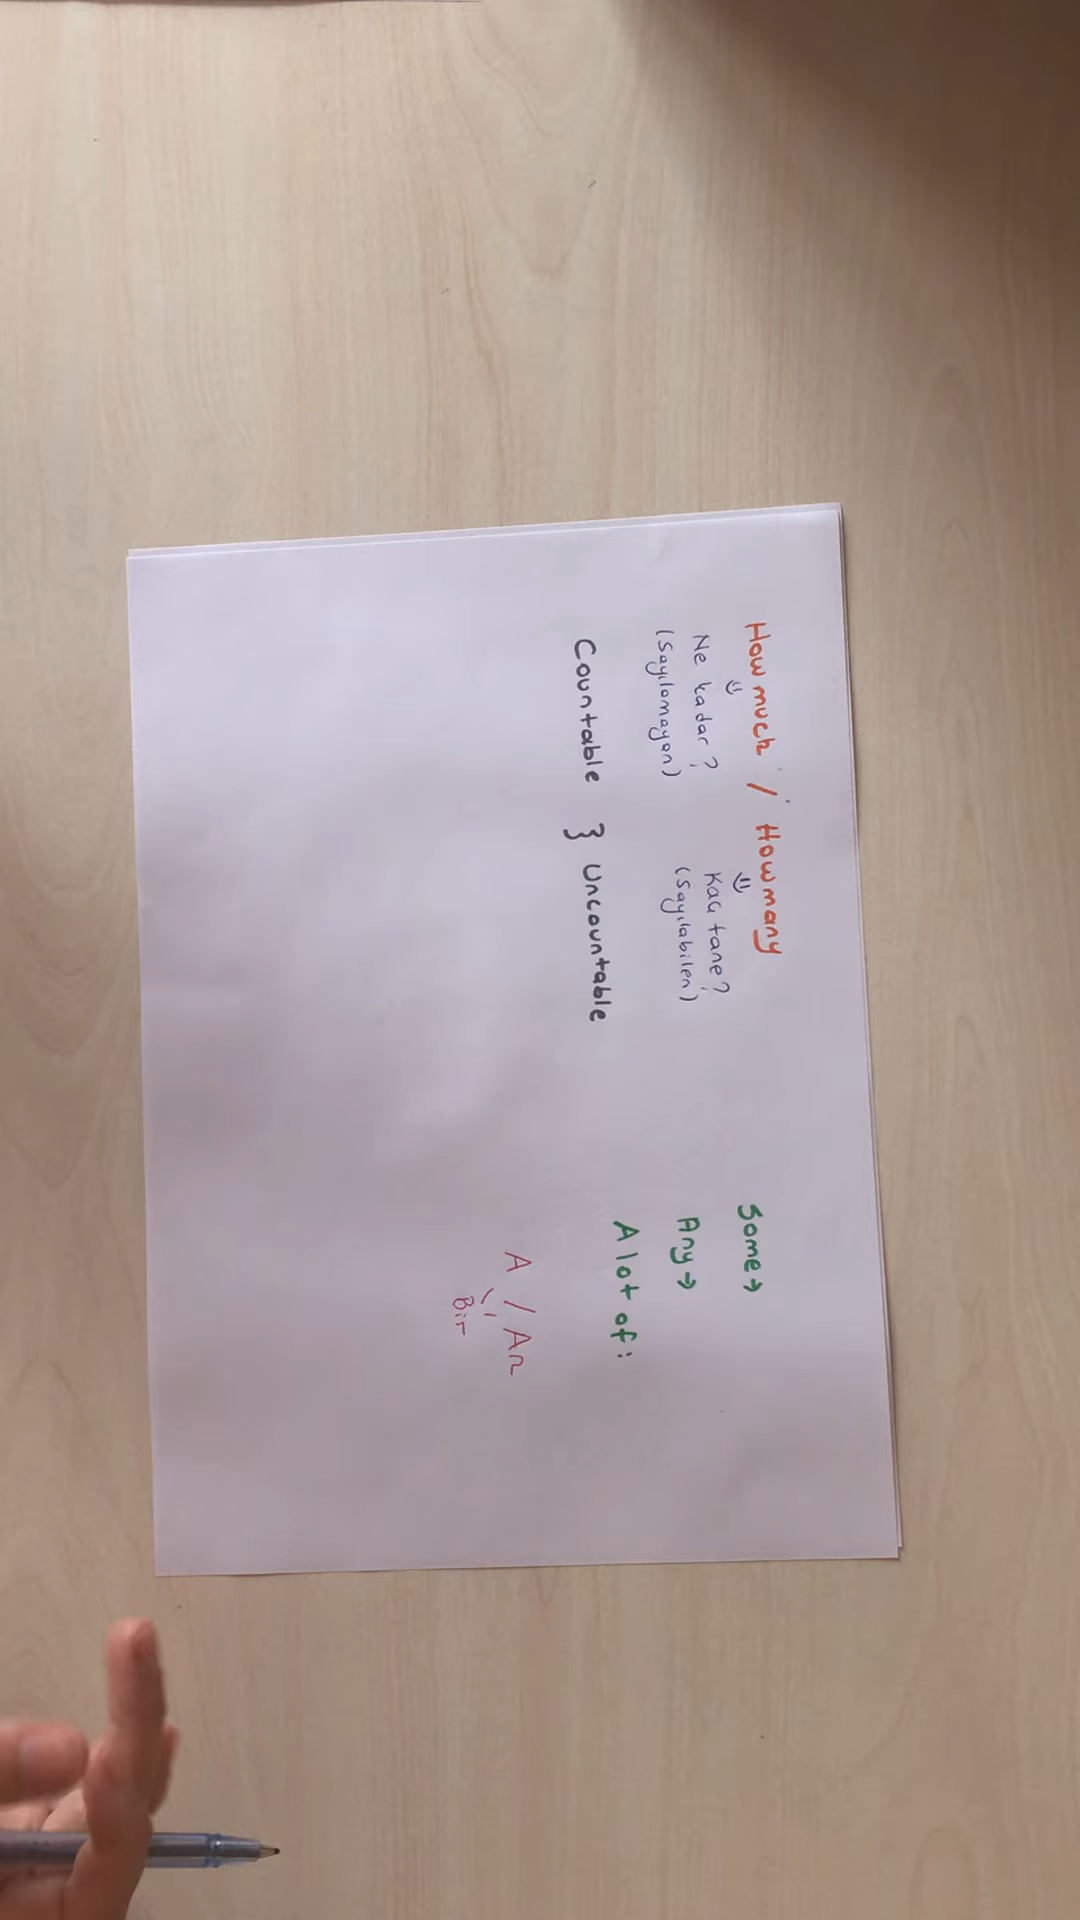 How much / How many
Ne kadar? Kaç tane?
(Sayılamayan) (Sayılabilen)
Countable } Uncountable
Some →
Any →
A lot of :
A / An
Bir